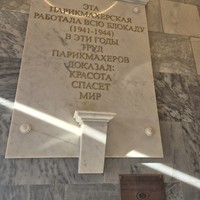 ЭТА
ПАРИКМАХЕРСКАЯ
РАБОТАЛА ВСЮ БЛОКАДУ
(1941-1944)
В ЭТИ ГОДЫ
ТРУД
ПАРИКМАХЕРОВ
ДОКАЗАЛ:
КРАСОТА
СПАСЕТ
МИР